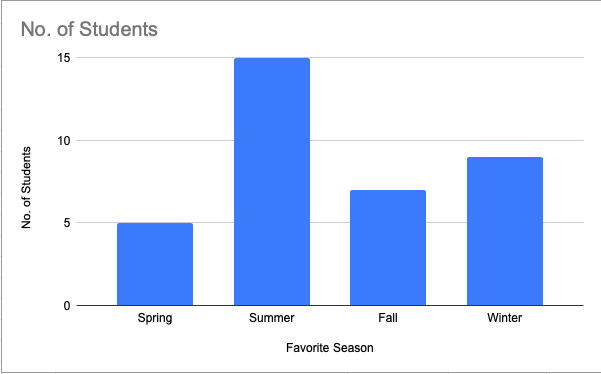 No. of Students
15
10
5
0
No. of Students
Spring
Summer
Fall
Winter
Favorite Season